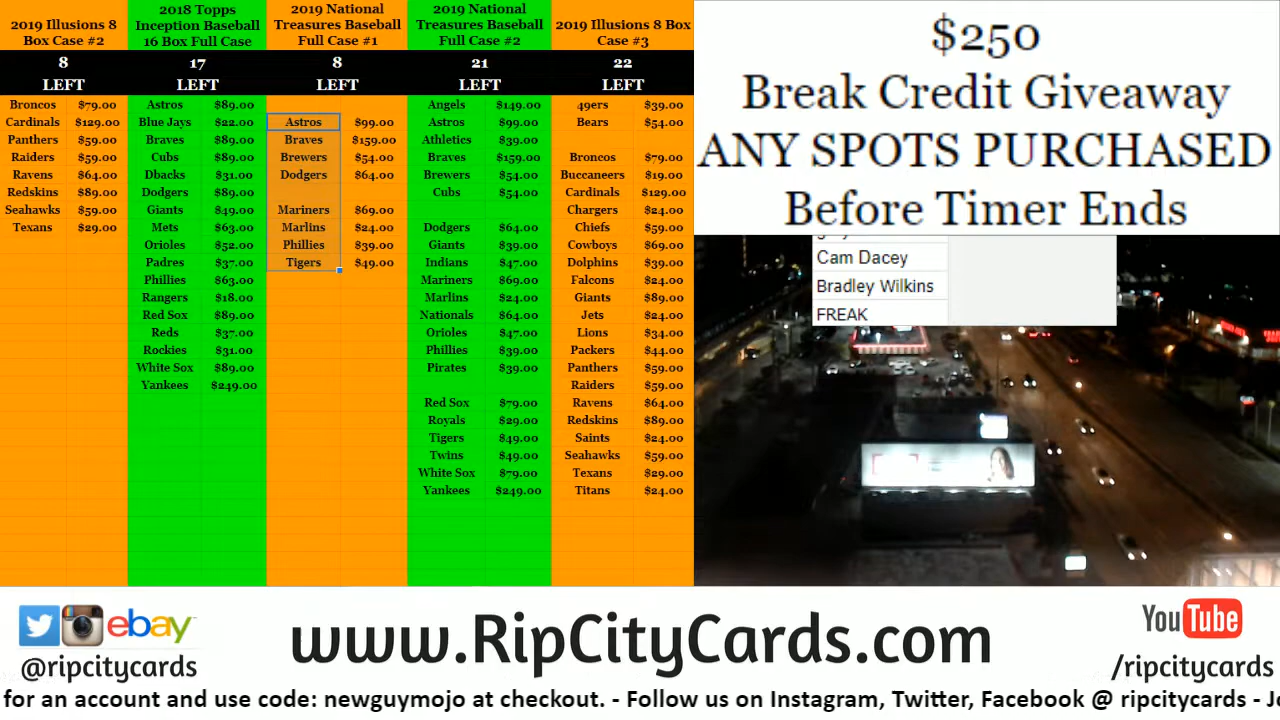 2019 Illusions 8
Box Case #2
8
LEFT
Broncos $79.00
Cardinals $129.00
Panthers $59.00
Raiders $59.00
Ravens $64.00
Redskins $89.00
Seahawks $59.00
Texans $29.00
2018 Topps
Inception Baseball
16 Box Full Case
17
LEFT
Astros $89.00
Blue Jays $22.00
Braves $89.00
Cubs $89.00
Dbacks $31.00
Dodgers $89.00
Giants $49.00
Mets $63.00
Orioles $52.00
Padres $37.00
Phillies $63.00
Rangers $18.00
Red Sox $89.00
Reds $37.00
Rockies $31.00
White Sox $89.00
Yankees $249.00
2019 National
Treasures Baseball
Full Case #1
8
LEFT
Astros $99.00
Braves $159.00
Brewers $54.00
Dodgers $64.00
Mariners $69.00
Marlins $24.00
Phillies $39.00
Tigers $49.00
2019 National
Treasures Baseball
Full Case #2
21
LEFT
Angels $149.00
Astros $99.00
Athletics $39.00
Braves $159.00
Brewers $54.00
Cubs $54.00
Dodgers $64.00
Giants $39.00
Indians $47.00
Mariners $69.00
Marlins $24.00
Nationals $64.00
Orioles $47.00
Phillies $39.00
Pirates $39.00
Red Sox $79.00
Royals $29.00
Tigers $49.00
Twins $49.00
White Sox $79.00
Yankees $249.00
2019 Illusions 8 Box
Case #3
22
LEFT
49ers $39.00
Bears $54.00
Broncos $79.00
Buccaneers $19.00
Cardinals $129.00
Chargers $24.00
Chiefs $59.00
Cowboys $69.00
Dolphins $39.00
Falcons $24.00
Giants $89.00
Jets $24.00
Lions $34.00
Packers $44.00
Panthers $59.00
Raiders $59.00
Ravens $64.00
Redskins $89.00
Saints $24.00
Seahawks $59.00
Texans $29.00
Titans $24.00
$250
Break Credit Giveaway
ANY SPOTS PURCHASED
Before Timer Ends
Cam Dacey
Bradley Wilkins
FREAK
ebay
@ripcitycards
www.RipCityCards.com
YouTube
/ripcitycards
for an account and use code: newguymojo at checkout. - Follow us on Instagram, Twitter, Facebook @ ripcitycards - J